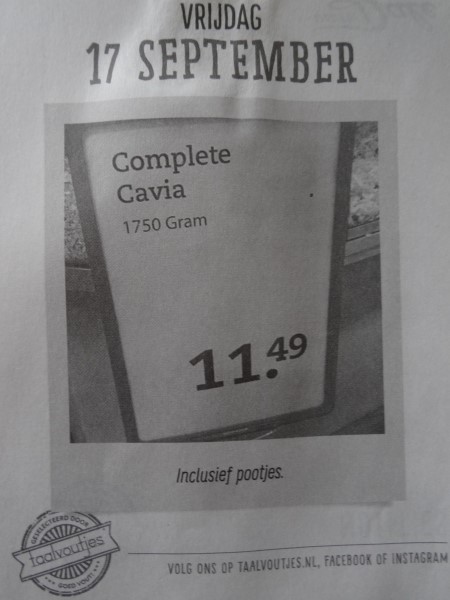 VRIJDAG
17 SEPTEMBER
Complete
Cavia
1750 Gram
11.49
Inclusief pootjes.
GESELECTEERD DOOR
taalvoutjes
GOED FOUT!
VOLG ONS OP TAALVOUTJES.NL, FACEBOOK OF INSTAGRAM